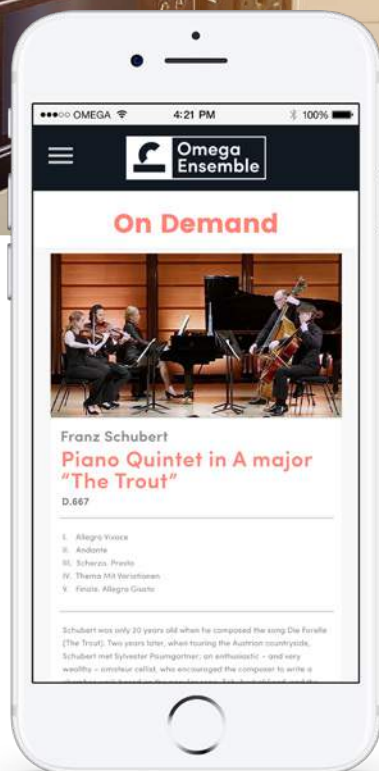 OMEGA 4:21 PM 100%
Omega
Ensemble
On Demand
Franz Schubert
Piano Quintet in A major
"The Trout"
D.667
I. Allegro Vivace
II. Andante
III. Scherzo. Presto
IV. Thema Mit Variationen
V. Finale. Allegro Giusto
Schubert was only 20 years old when he composed the song Die Forelle
(The Trout). Two years later, when touring the Austrian countryside,
Schubert met Sylvester Paumgartner; an enthusiastic – and very
wealthy – amateur cellist, who encouraged the composer to write a